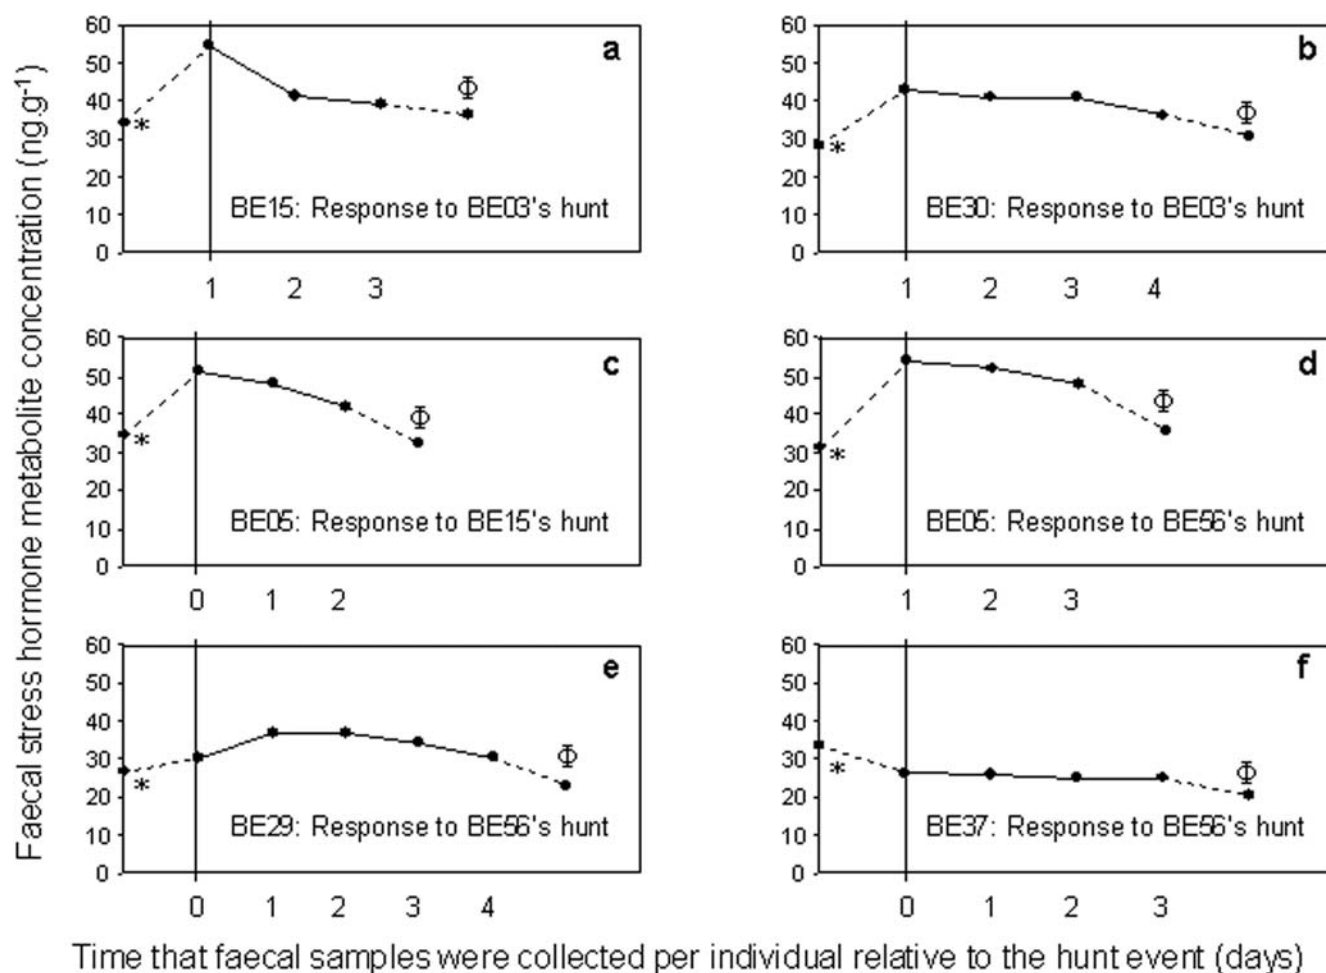 Faecal stress hormone metabolite concentration (ng.g-1)
60
50
40
30
20
10
0
*
Φ
a
BE15: Response to BE03's hunt
1 2 3
60
50
40
30
20
10
0
*
Φ
b
BE30: Response to BE03's hunt
1 2 3 4
60
50
40
30
20
10
0
*
Φ
c
BE05: Response to BE15's hunt
0 1 2
60
50
40
30
20
10
0
*
Φ
d
BE05: Response to BE56's hunt
1 2 3
60
50
40
30
20
10
0
*
Φ
e
BE29: Response to BE56's hunt
0 1 2 3 4
60
50
40
30
20
10
0
*
Φ
f
BE37: Response to BE56's hunt
0 1 2 3
Time that faecal samples were collected per individual relative to the hunt event (days)